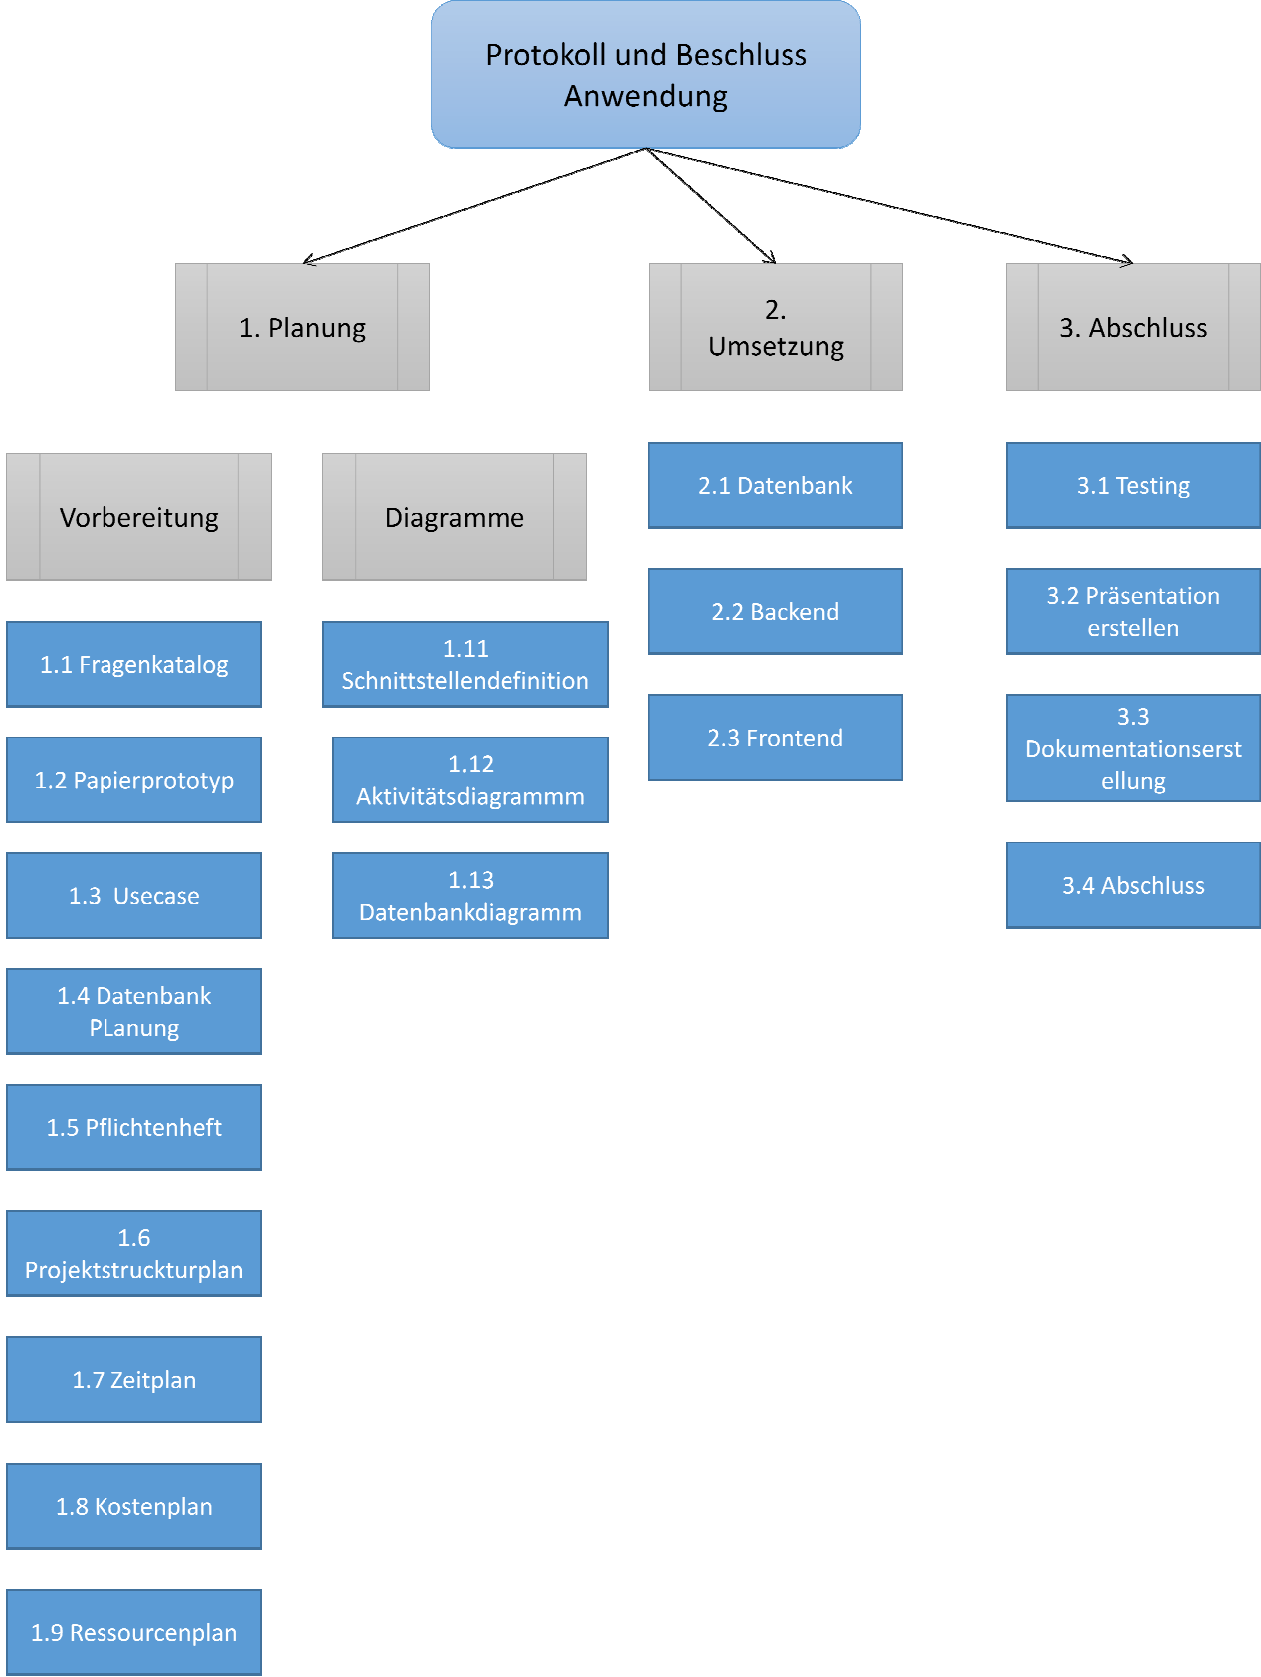 Protokoll und Beschluss
Anwendung
1. Planung
2.
Umsetzung
3. Abschluss
Vorbereitung
Diagramme
1.1 Fragenkatalog
1.2 Papierprototyp
1.3 Usecase
1.4 Datenbank
PLanung
1.5 Pflichtenheft
1.6
Projektstruckturplan
1.7 Zeitplan
1.8 Kostenplan
1.9 Ressourcenplan
1.11
Schnittstellendefinition
1.12
Aktivitätsdiagrammm
1.13
Datenbankdiagramm
2.1 Datenbank
2.2 Backend
2.3 Frontend
3.1 Testing
3.2 Präsentation
erstellen
3.3
Dokumentationserst
ellung
3.4 Abschluss